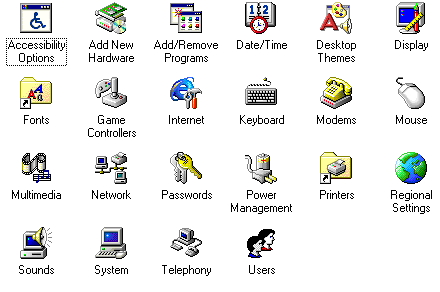 Accessibility
Options
Add New
Hardware
Add/Remove
Programs
Date/Time
Desktop
Themes
Display
Fonts
Game
Controllers
Internet
Keyboard
Modems
Mouse
Multimedia
Network
Passwords
Power
Management
Printers
Regional
Settings
Sounds
System
Telephony
Users